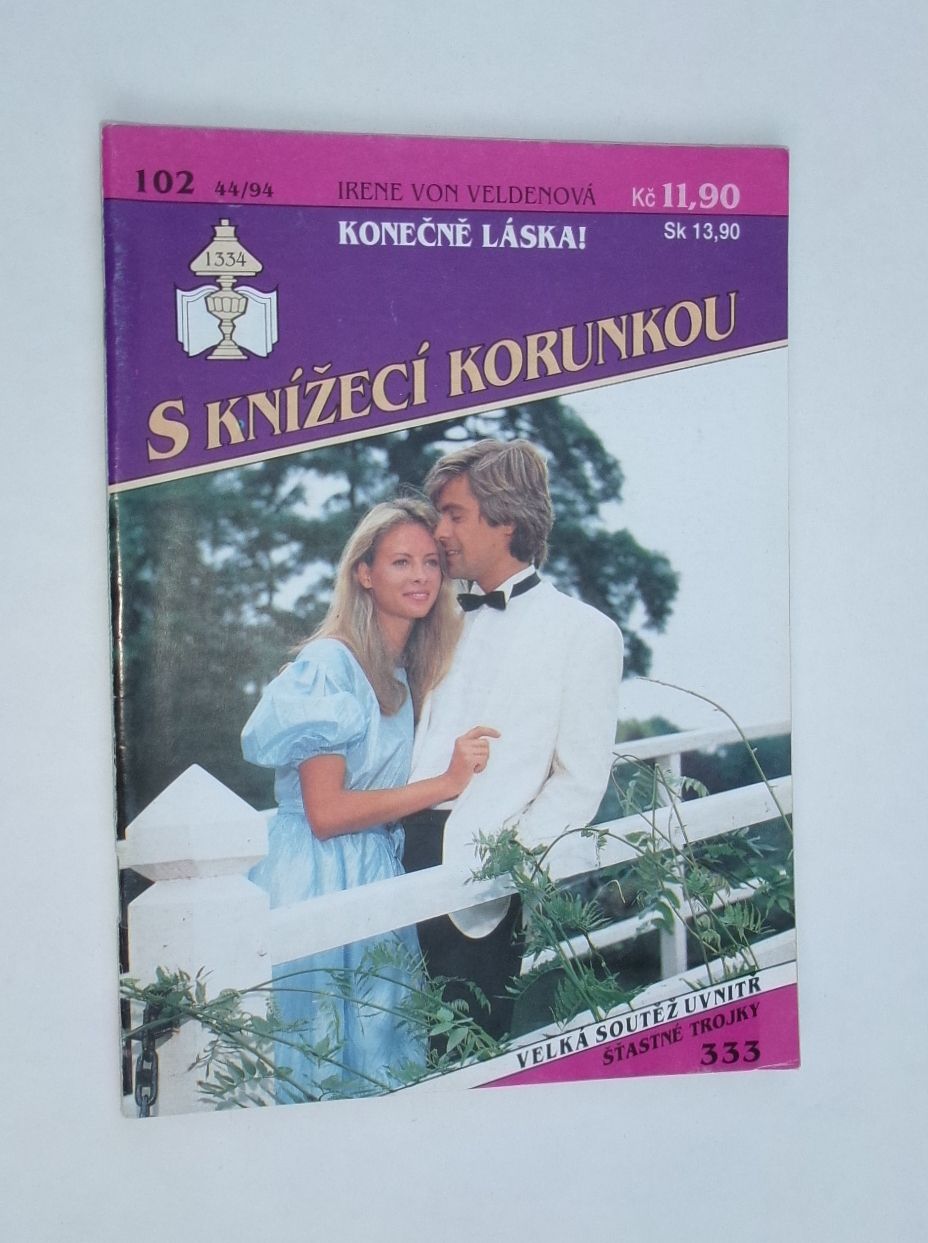 102 44/94 IRENE VON VELDENOVÁ Kč 11,90
KONEČNĚ LÁSKA! Sk 13,90
1334
S KNÍŽECÍ KORUNKOU
VELKÁ SOUTĚŽ UVNITŘ
ŠŤASTNÉ TROJKY
333